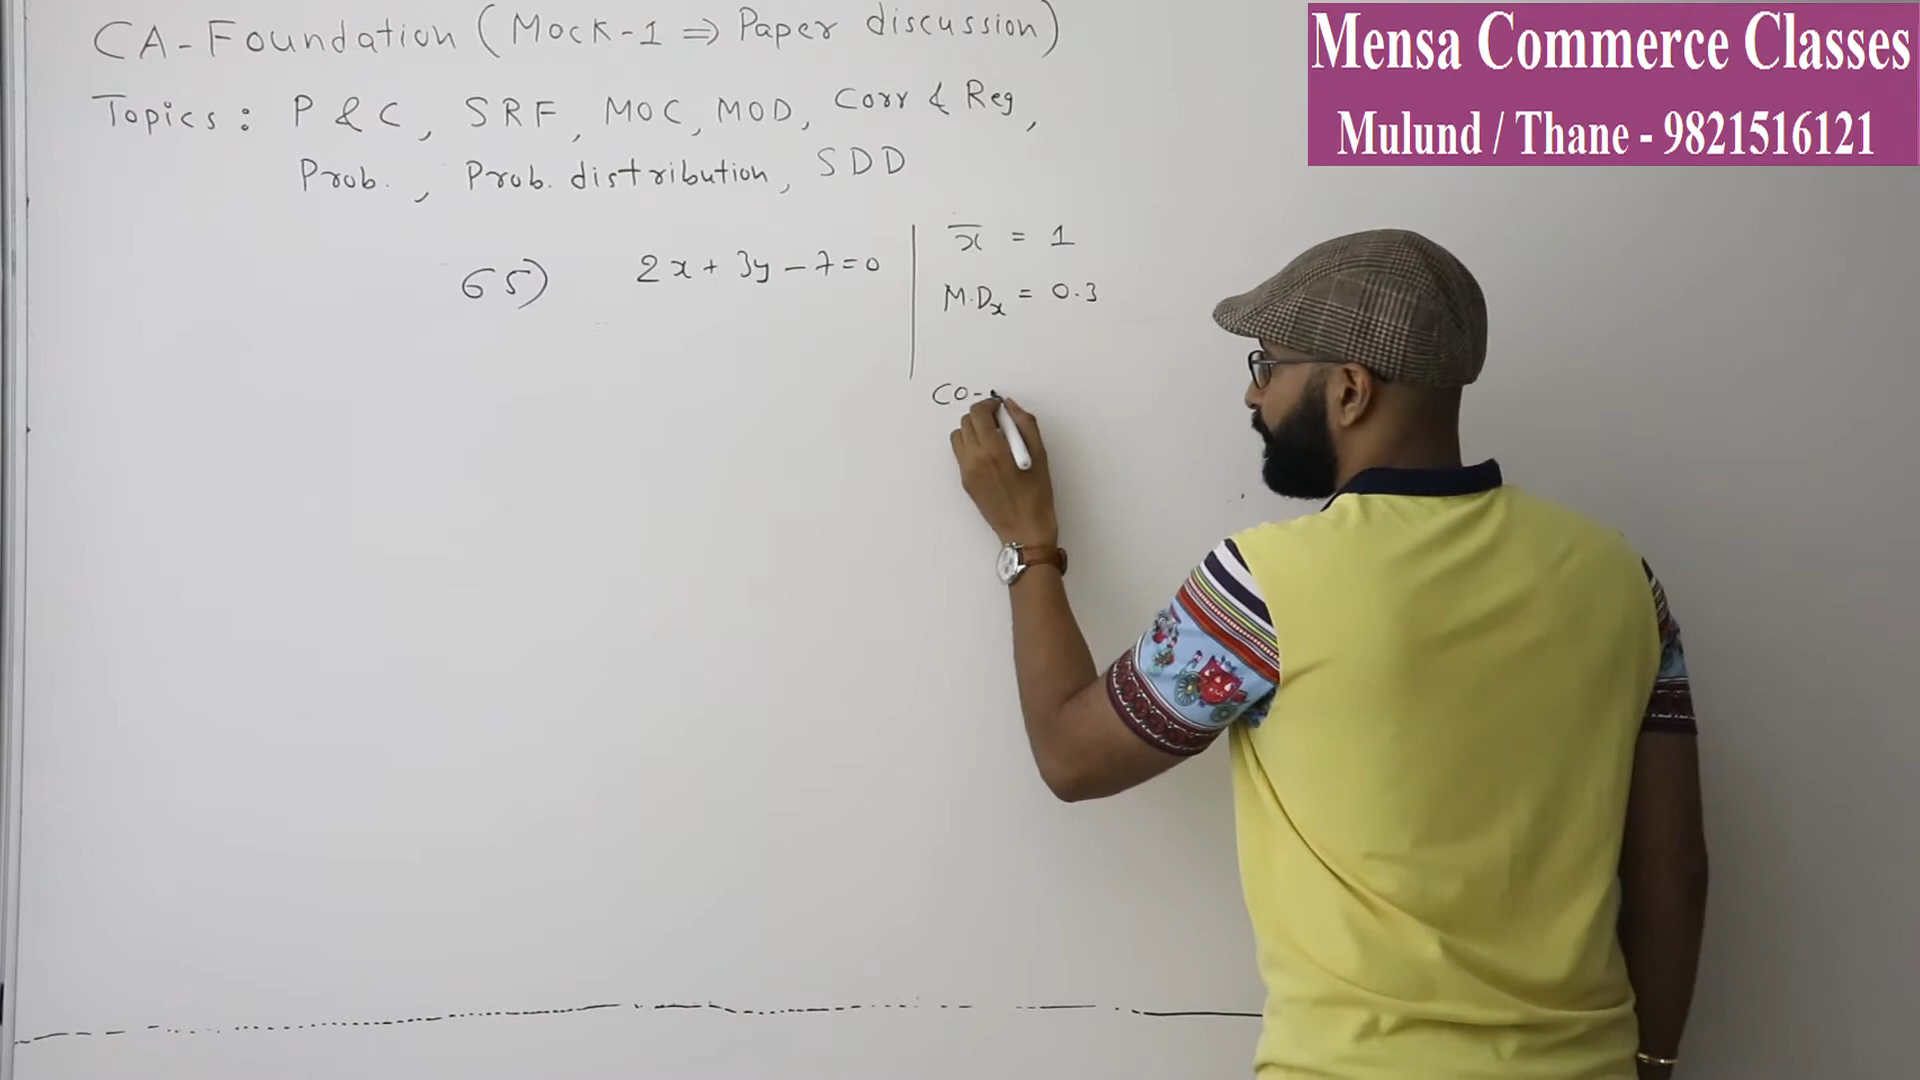 CA-Foundation (Mock-1 ⇒ Paper discussion)
Topics: P & C, SRF, MOC, MOD, Corr & Reg,
Prob., Prob. distribution, SDD
65) 2x + 3y - 7 = 0
x̄ = 1
M.Dx = 0.3
CO-
Mensa Commerce Classes
Mulund / Thane - 9821516121